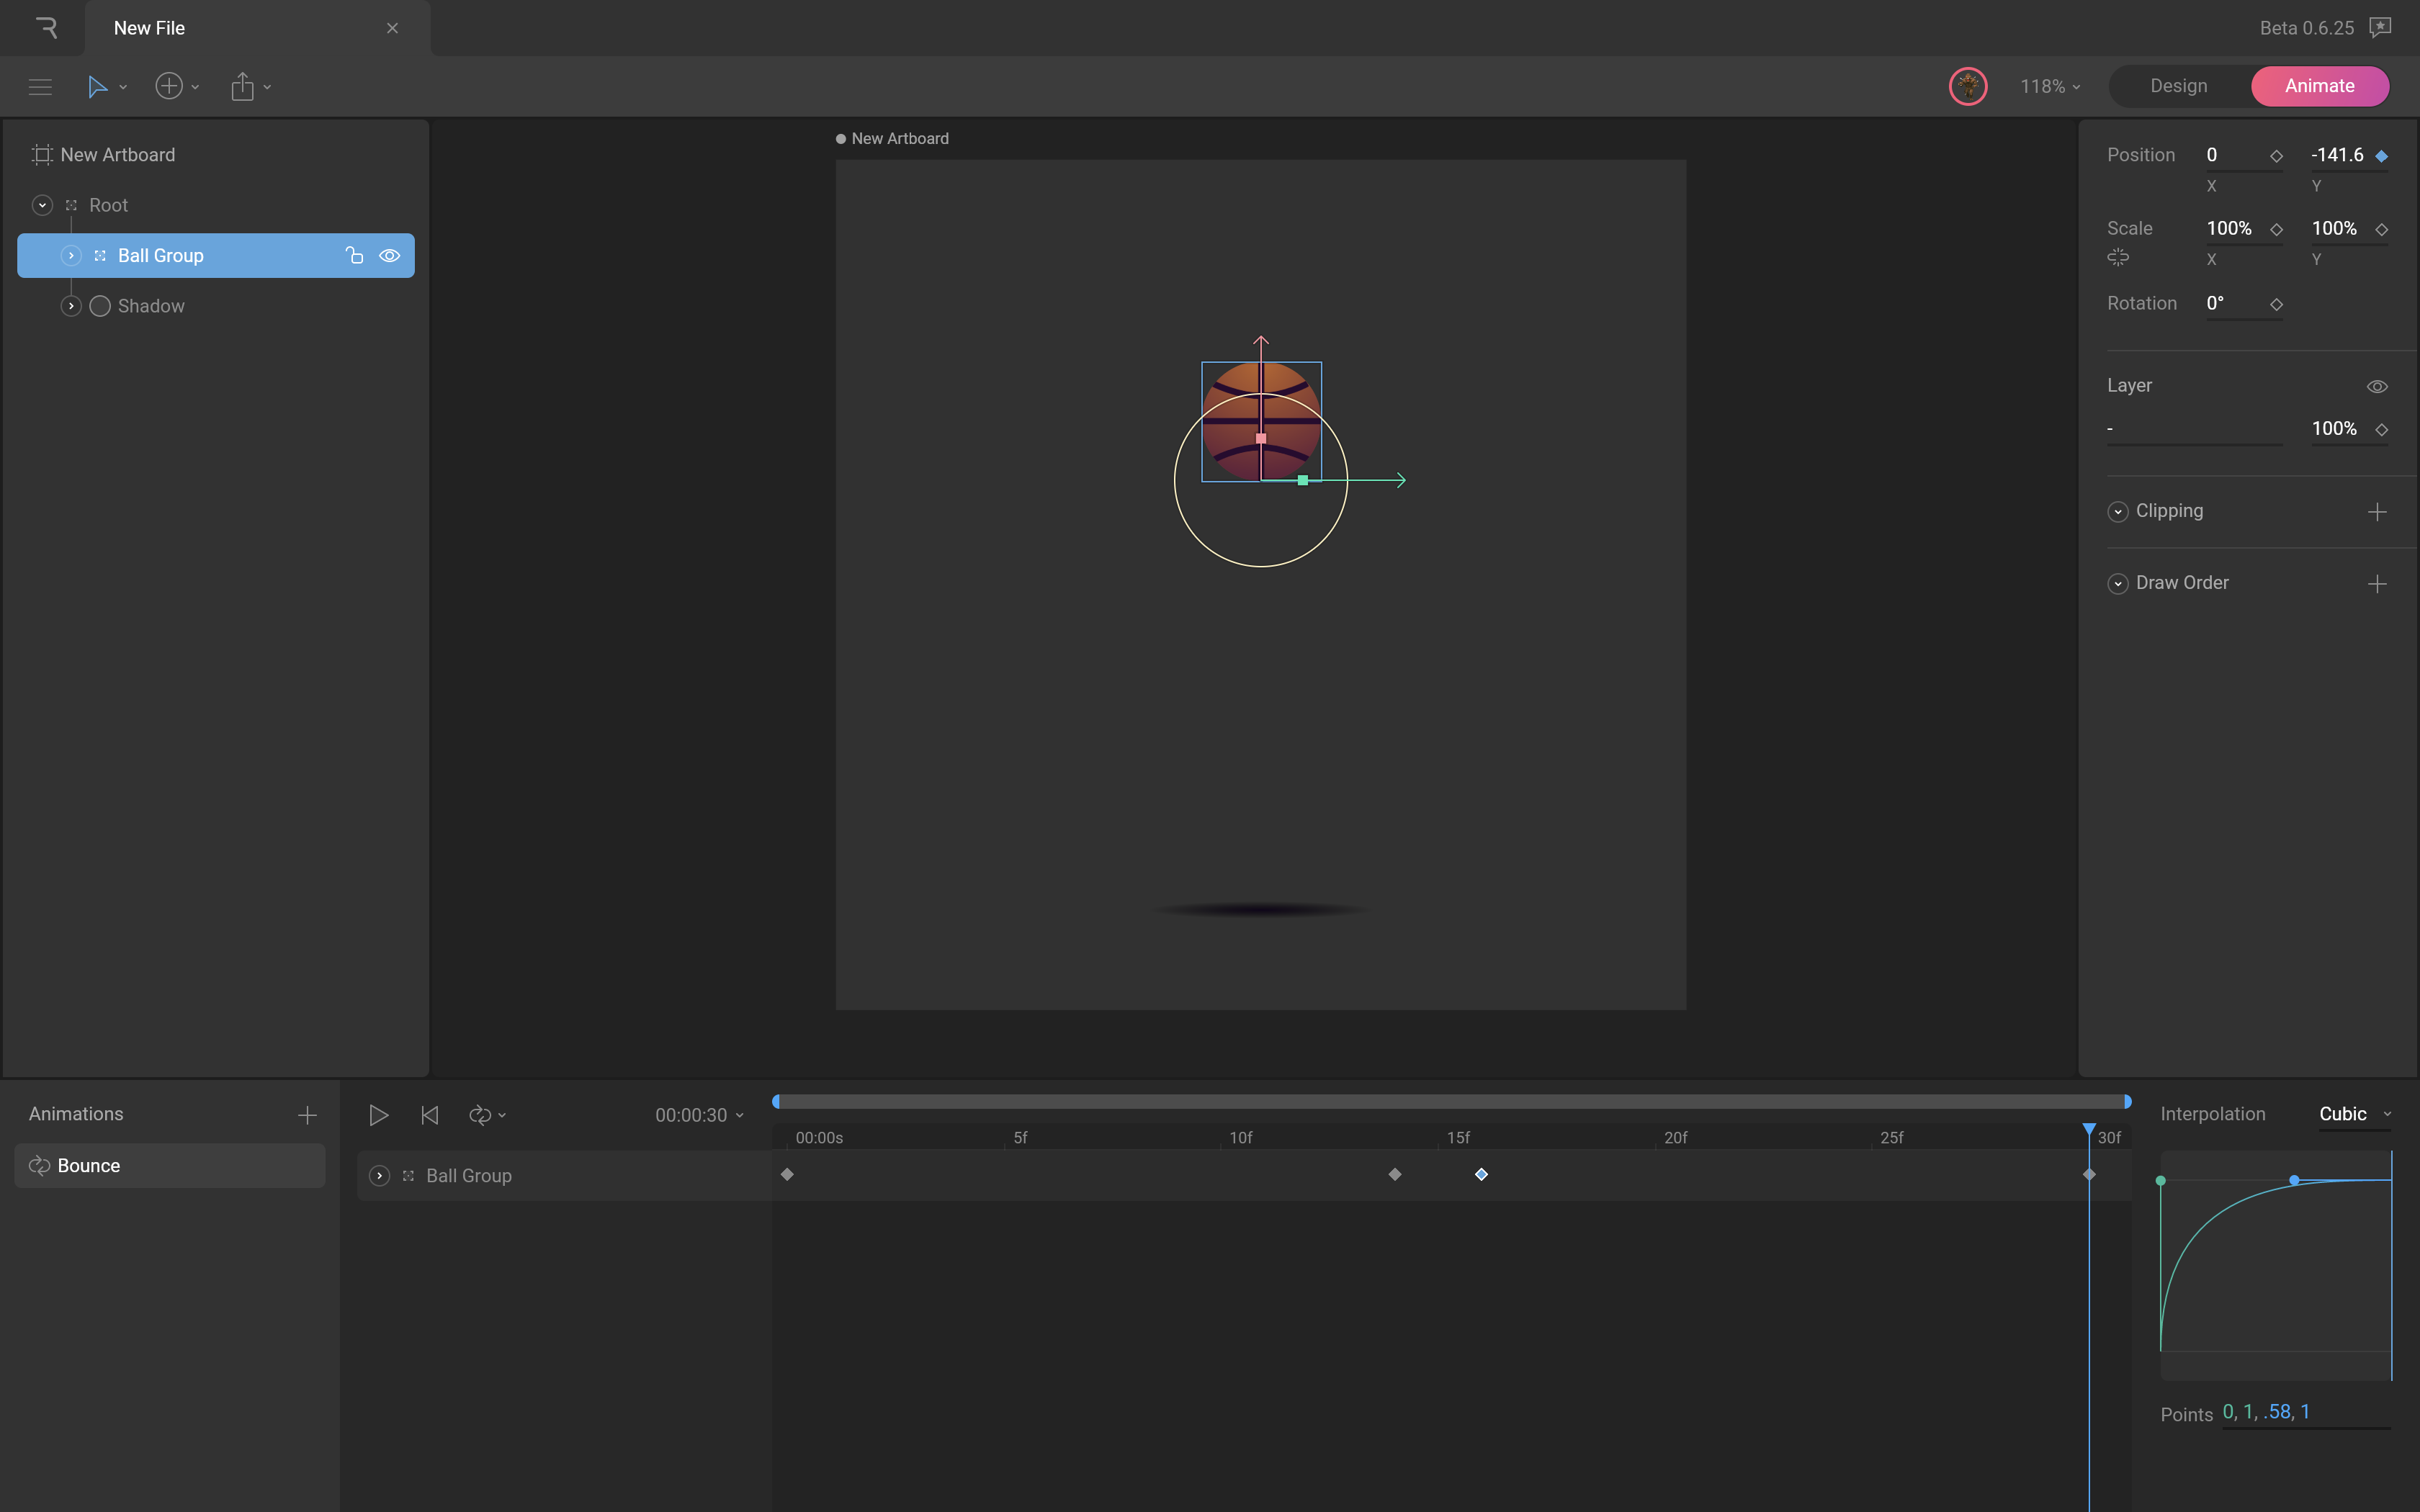 New File
Beta 0.6.25
118%
Design
Animate
New Artboard
Root
Ball Group
Shadow
New Artboard
Position 0 -141.6
X Y
Scale 100% 100%
X Y
Rotation 0°
Layer
- 100%
Clipping
Draw Order
Animations
Bounce
00:00:30
00:00s 5f 10f 15f 20f 25f 30f
Ball Group
Interpolation Cubic
Points 0, 1, .58, 1